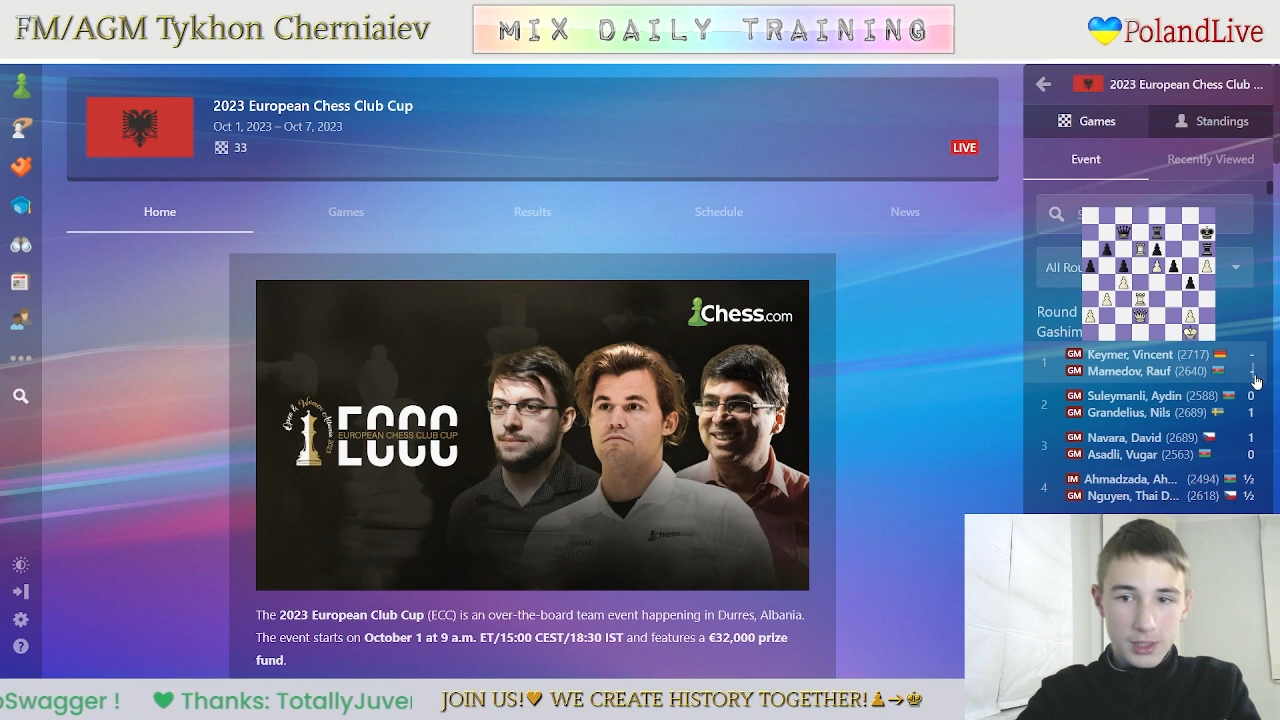 FM/AGM Tykhon Cherniaiev
MIX DAILY TRAINING
PolandLive
2023 European Chess Club Cup
Oct 1, 2023 – Oct 7, 2023
33
LIVE
Home
Games
Results
Schedule
News
Chess.com
Open & Women Albania 2023
ECCC
EUROPEAN CHESS CLUB CUP
Chess
The 2023 European Club Cup (ECC) is an over-the-board team event happening in Durres, Albania.
The event starts on October 1 at 9 a.m. ET/15:00 CEST/18:30 IST and features a €32,000 prize
fund.
2023 European Chess Club ...
Games
Standings
Event
Recently Viewed
All Rou
Round
Gashim
1 GM Keymer, Vincent (2717) -
GM Mamedov, Rauf (2640) -
2 GM Suleymanli, Aydin (2588) 0
GM Grandelius, Nils (2689) 1
3 GM Navara, David (2689) 1
GM Asadli, Vugar (2563) 0
4 IM Ahmadzada, Ah... (2494) ½
GM Nguyen, Thai D... (2618) ½
oSwagger ! Thanks: TotallyJuver
JOIN US! WE CREATE HISTORY TOGETHER!